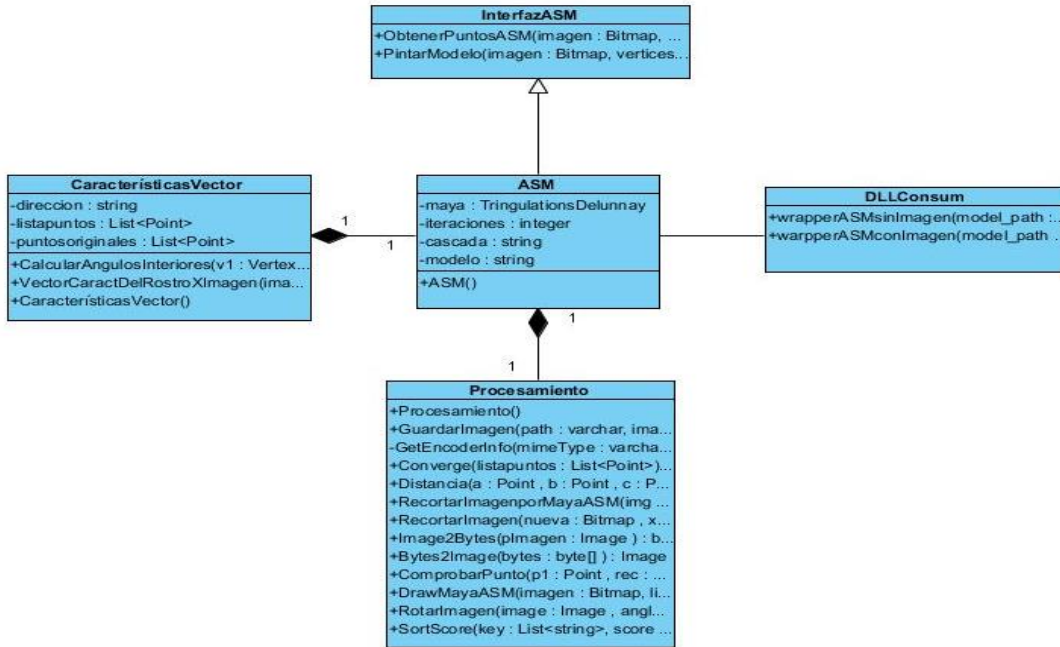 InterfazASM
+ObtenerPuntosASM(imagen : Bitmap, ...
+PintarModelo(imagen : Bitmap, vertices...
CaracterísticasVector
-direccion : string
-listapuntos : List<Point>
-puntosoriginales : List<Point>
+CalcularAngulosInteriores(v1 : Vertex...
+VectorCaractDelRostroXImagen(ima...
+CaracterísticasVector()
1
1
ASM
-maya : TringulationsDelunnay
-iteraciones : integer
-cascada : string
-modelo : string
+ASM()
DLLConsum
+wrapperASMsinImagen(model_path :...
+warpperASMconImagen(model_path ...
1
1
Procesamiento
+Procesamiento()
+GuardarImagen(path : varchar, ima...
-GetEncoderInfo(mimeType : varcha...
+Converge(listapuntos : List<Point>)...
+Distancia(a : Point , b : Point , c : P...
+RecortarImagenporMayaASM(img ...
+RecortarImagen(nueva : Bitmap , x...
+Image2Bytes(pImagen : Image ) : b...
+Bytes2Image(bytes : byte[] ) : Image
+ComprobarPunto(p1 : Point , rec : ...
+DrawMayaASM(imagen : Bitmap, li...
+RotarImagen(image : Image , angl...
+SortScore(key : List<string>, score ...